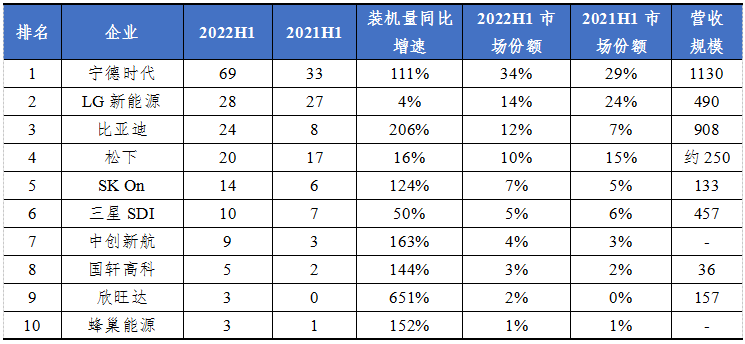 排名 企业 2022H1 2021H1 装机量同比增速 2022H1 市场份额 2021H1 市场份额 营收规模
1 宁德时代 69 33 111% 34% 29% 1130
2 LG 新能源 28 27 4% 14% 24% 490
3 比亚迪 24 8 206% 12% 7% 908
4 松下 20 17 16% 10% 15% 约 250
5 SK On 14 6 124% 7% 5% 133
6 三星 SDI 10 7 50% 5% 6% 457
7 中创新航 9 3 163% 4% 3% -
8 国轩高科 5 2 144% 3% 2% 36
9 欣旺达 3 0 651% 2% 0% 157
10 蜂巢能源 3 1 152% 1% 1% -